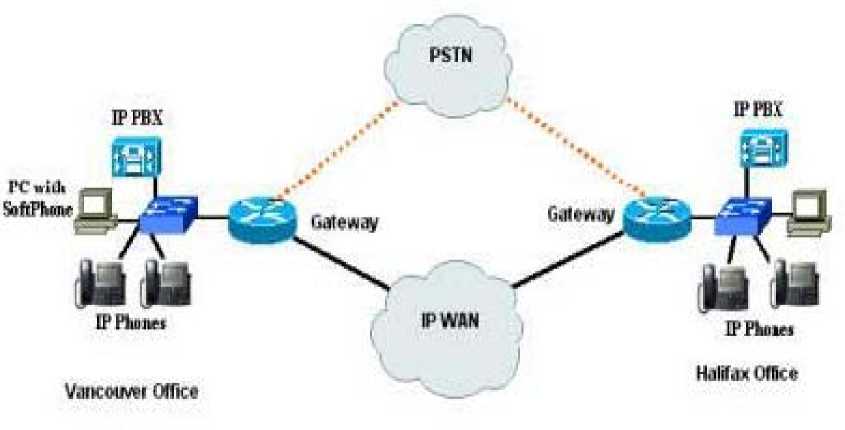 PSTN
IP PBX
IP PBX
PC with
SoftPhone
Gateway
Gateway
IP WAN
IP Phones
IP Phones
Vancouver Office
Halifax Office